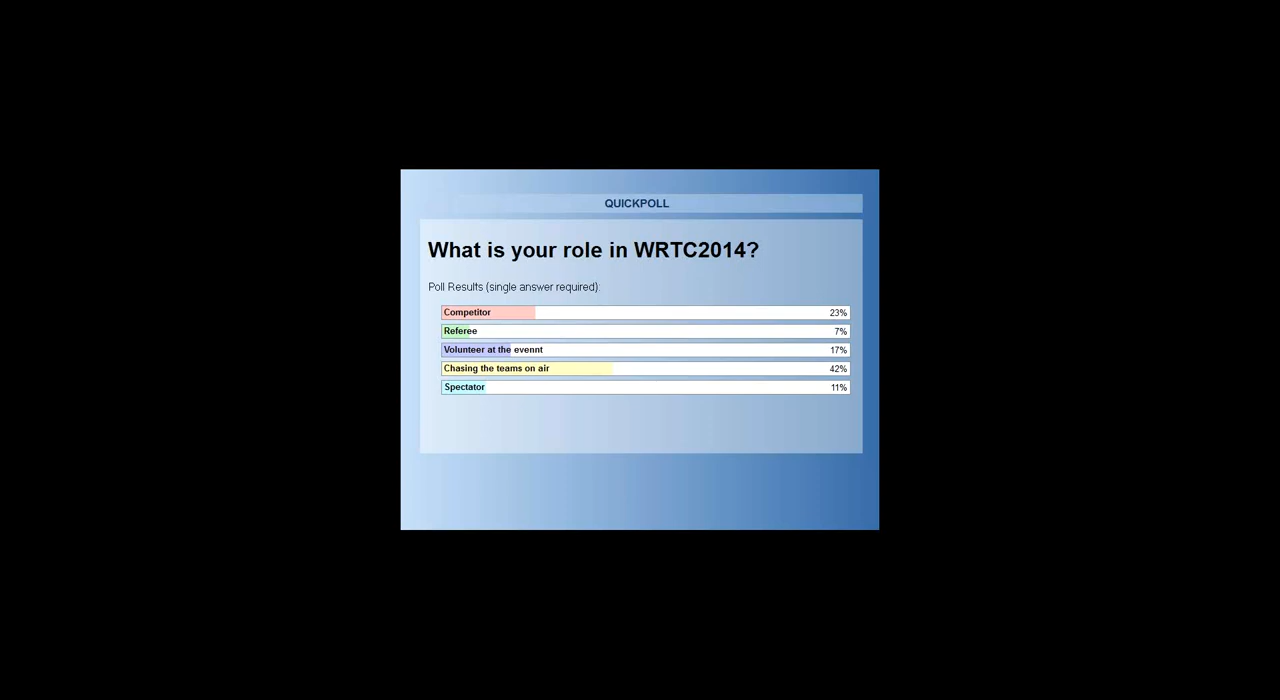 QUICKPOLL
What is your role in WRTC2014?
Poll Results (single answer required):
Competitor 23%
Referee 7%
Volunteer at the evennt 17%
Chasing the teams on air 42%
Spectator 11%